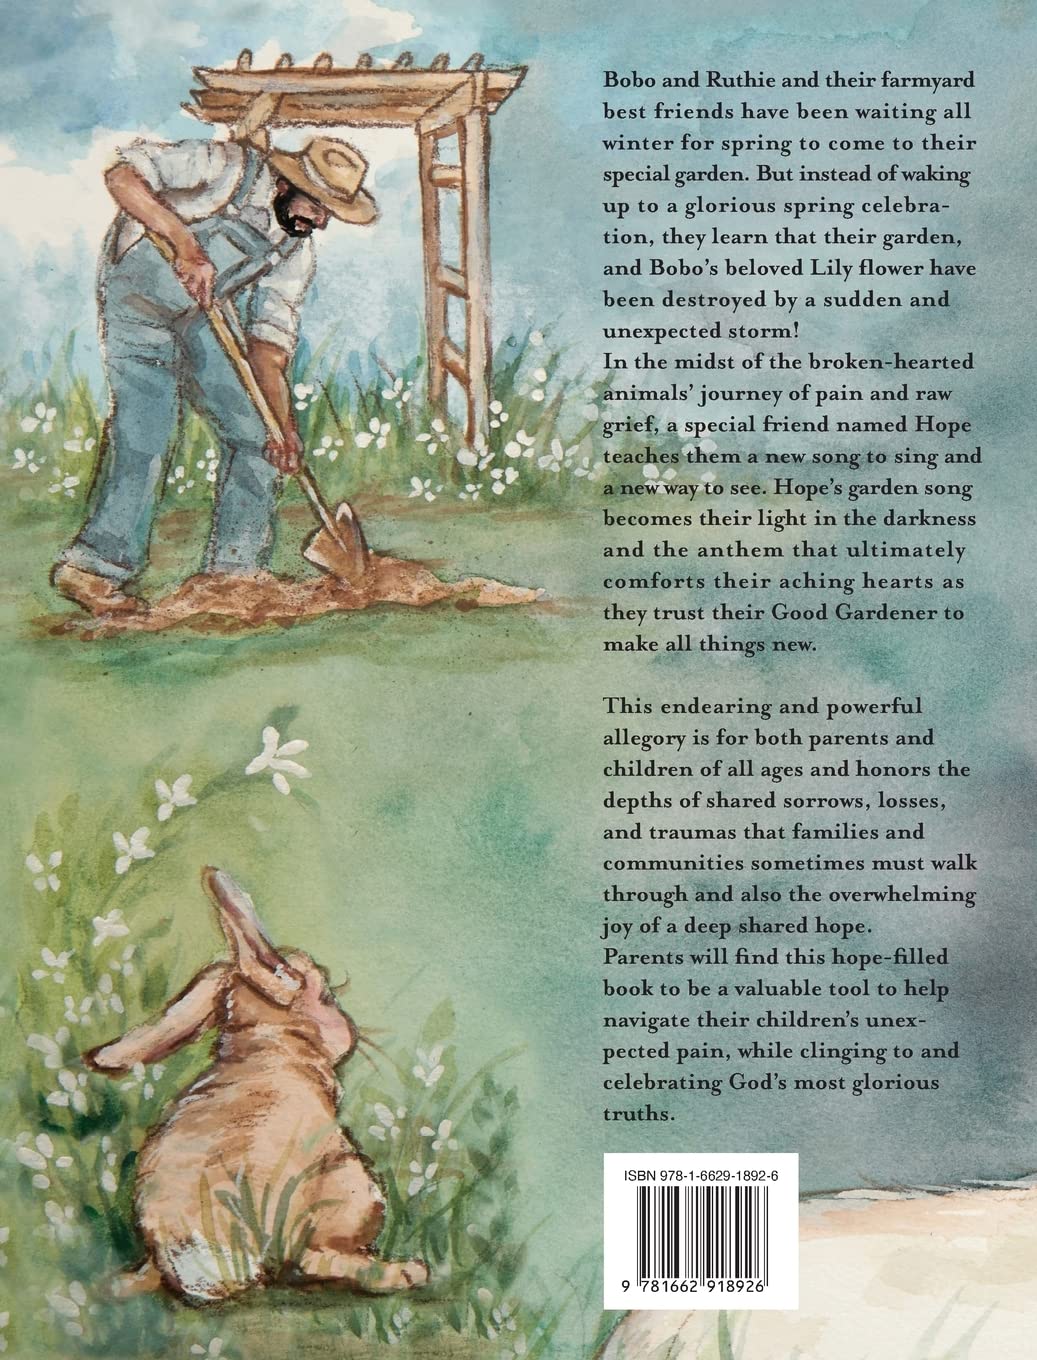 Bobo and Ruthie and their farmyard
best friends have been waiting all
winter for spring to come to their
special garden. But instead of waking
up to a glorious spring celebra-
tion, they learn that their garden,
and Bobo's beloved Lily flower have
been destroyed by a sudden and
unexpected storm!
In the midst of the broken-hearted
animals' journey of pain and raw
grief, a special friend named Hope
teaches them a new song to sing and
a new way to see. Hope's garden song
becomes their light in the darkness
and the anthem that ultimately
comforts their aching hearts as
they trust their Good Gardener to
make all things new.
This endearing and powerful
allegory is for both parents and
children of all ages and honors the
depths of shared sorrows, losses,
and traumas that families and
communities sometimes must walk
through and also the overwhelming
joy of a deep shared hope.
Parents will find this hope-filled
book to be a valuable tool to help
navigate their children's unex-
pected pain, while clinging to and
celebrating God's most glorious
truths.
ISBN 978-1-6629-1892-6
9 781662 918926